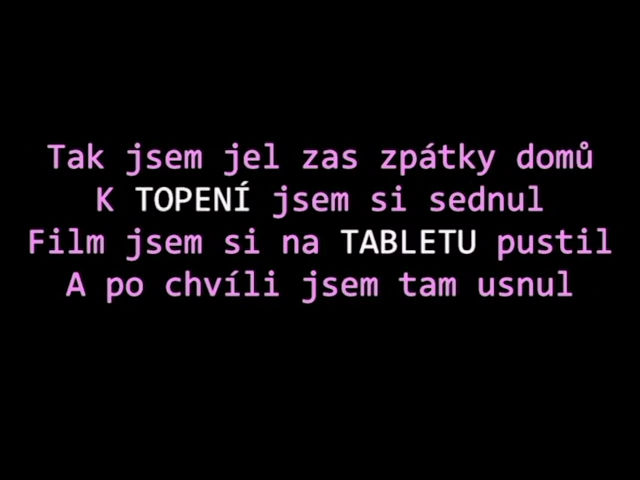 Tak jsem jel zas zpátky domů
K TOPENÍ jsem si sednul
Film jsem si na TABLETU pustil
A po chvíli jsem tam usnul